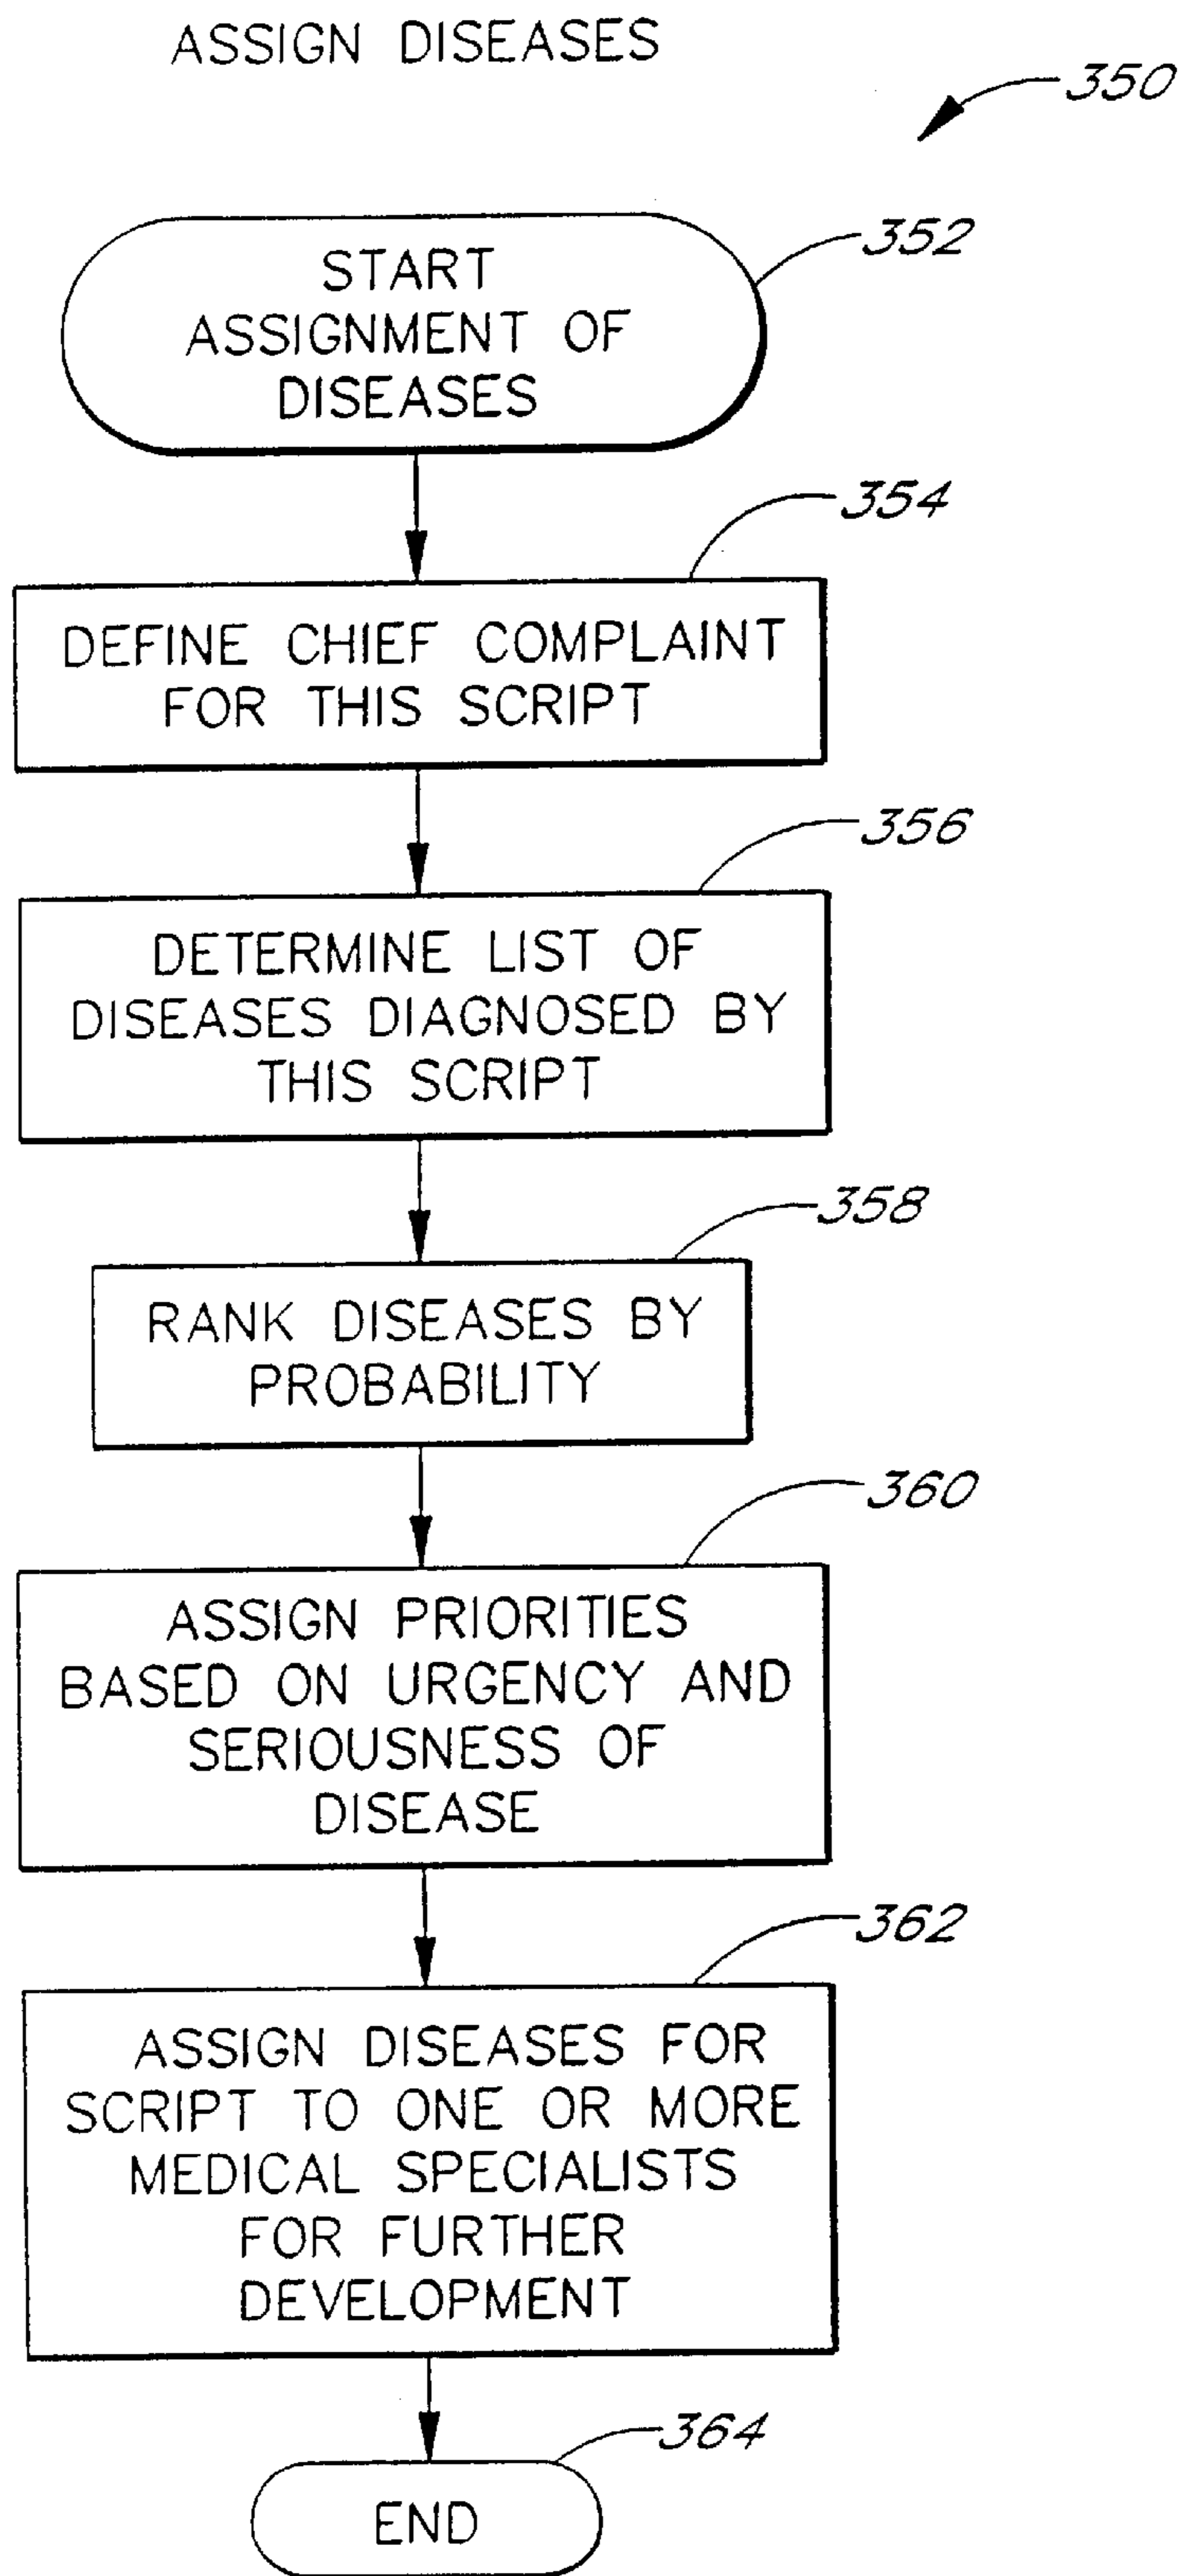 ASSIGN DISEASES
350
352
START
ASSIGNMENT OF
DISEASES
354
DEFINE CHIEF COMPLAINT
FOR THIS SCRIPT
356
DETERMINE LIST OF
DISEASES DIAGNOSED BY
THIS SCRIPT
358
RANK DISEASES BY
PROBABILITY
360
ASSIGN PRIORITIES
BASED ON URGENCY AND
SERIOUSNESS OF
DISEASE
362
ASSIGN DISEASES FOR
SCRIPT TO ONE OR MORE
MEDICAL SPECIALISTS
FOR FURTHER
DEVELOPMENT
364
END